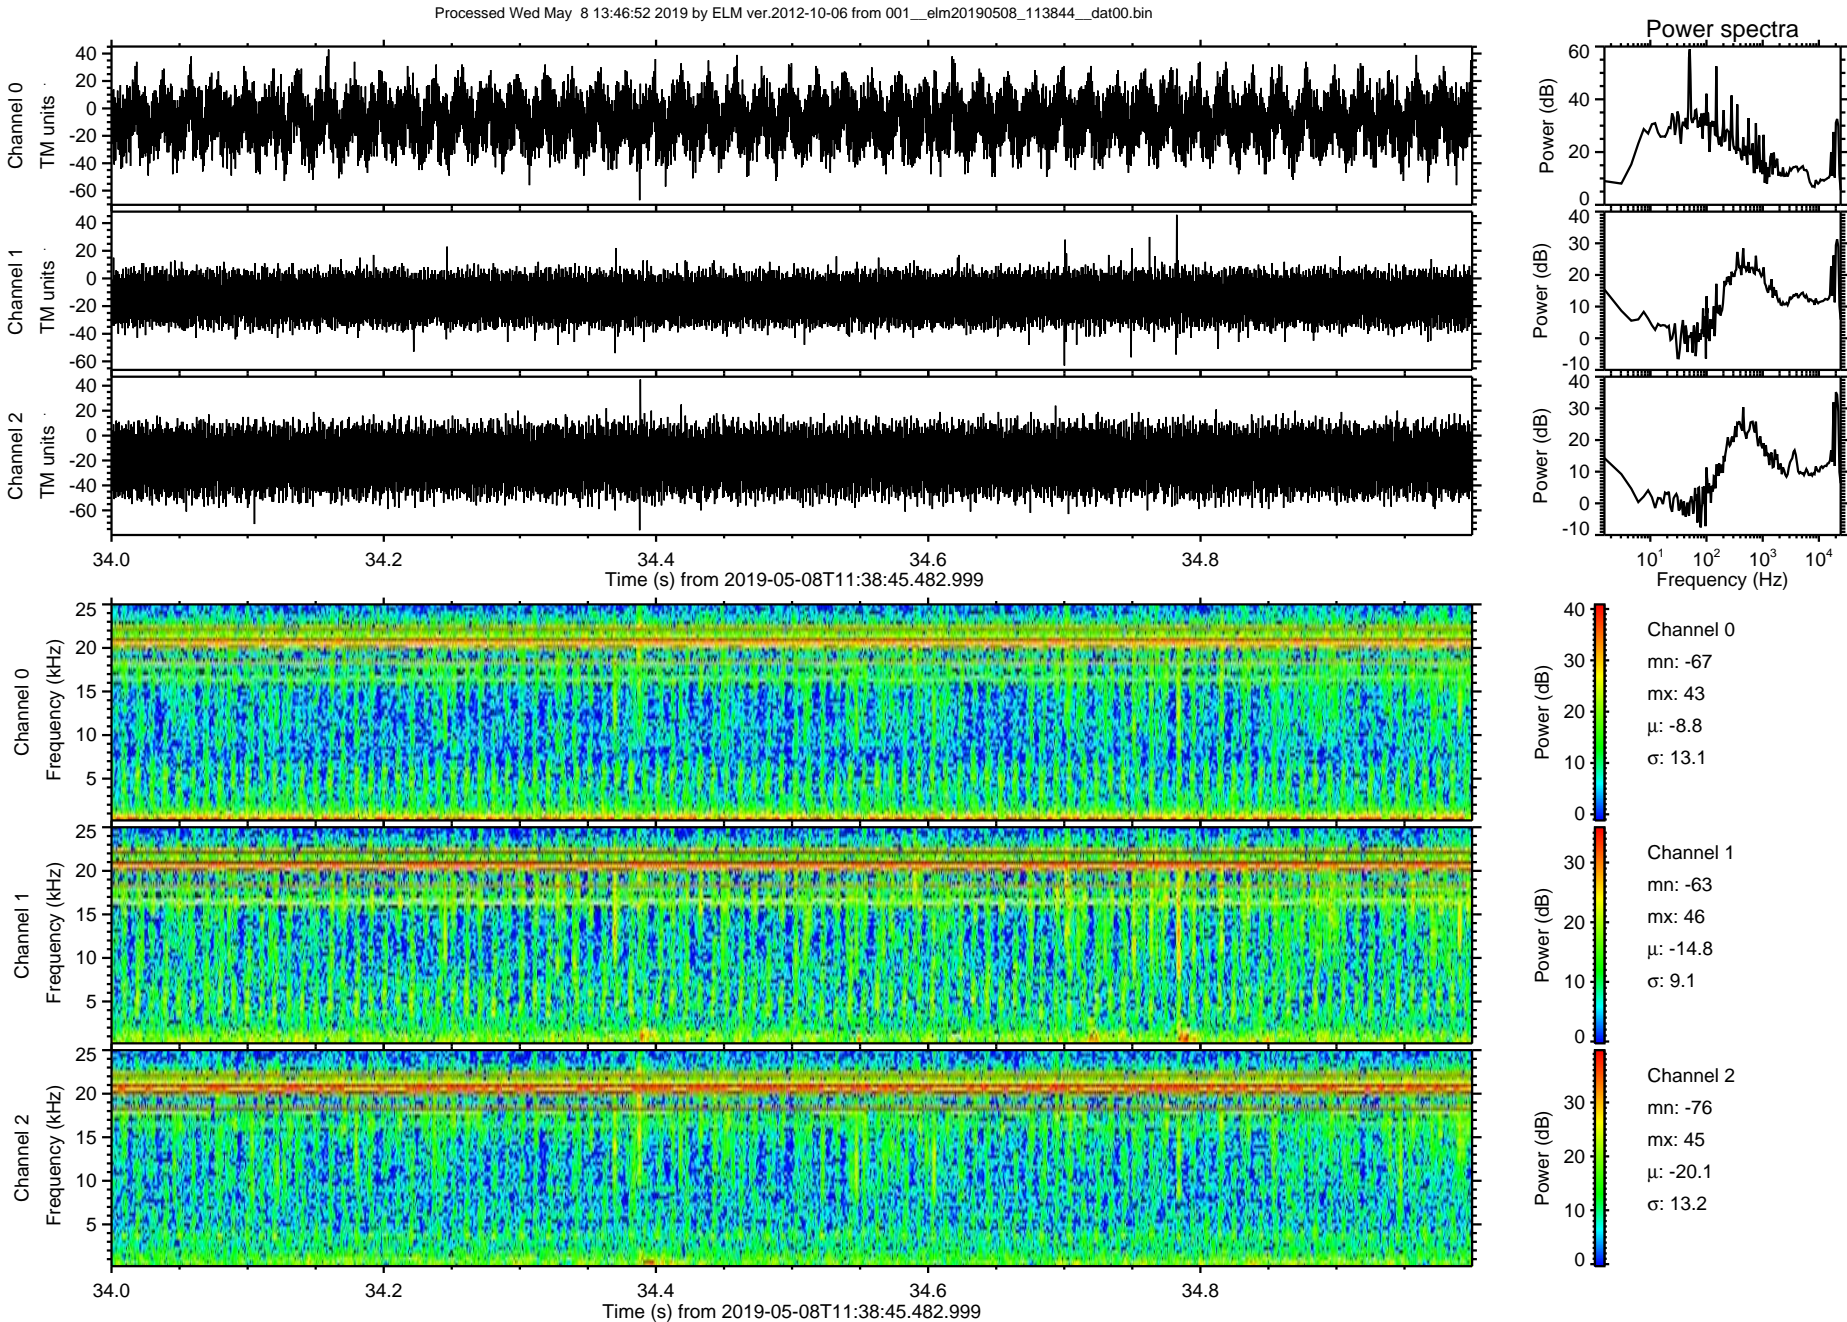 Processed Wed May  8 13:46:52 2019 by ELM ver.2012-10-06 from 001__elm20190508_113844__dat00.bin
Power spectra
Channel 0
TM units
40
20
0
-20
-40
-60
Power (dB)
60
40
20
0
Channel 1
TM units
40
20
0
-20
-40
-60
Power (dB)
40
30
20
10
0
-10
Channel 2
TM units
40
20
0
-20
-40
-60
Power (dB)
40
30
20
10
0
-10
34.0 34.2 34.4 34.6 34.8
Time (s) from 2019-05-08T11:38:45.482.999
10¹ 10² 10³ 10⁴
Frequency (Hz)
Channel 0
Frequency (kHz)
25
20
15
10
5
Power (dB)
40
30
20
10
0
Channel 0
mn: -67
mx: 43
μ: -8.8
σ: 13.1
Channel 1
Frequency (kHz)
25
20
15
10
5
Power (dB)
30
20
10
0
Channel 1
mn: -63
mx: 46
μ: -14.8
σ: 9.1
Channel 2
Frequency (kHz)
25
20
15
10
5
Power (dB)
30
20
10
0
Channel 2
mn: -76
mx: 45
μ: -20.1
σ: 13.2
34.0 34.2 34.4 34.6 34.8
Time (s) from 2019-05-08T11:38:45.482.999